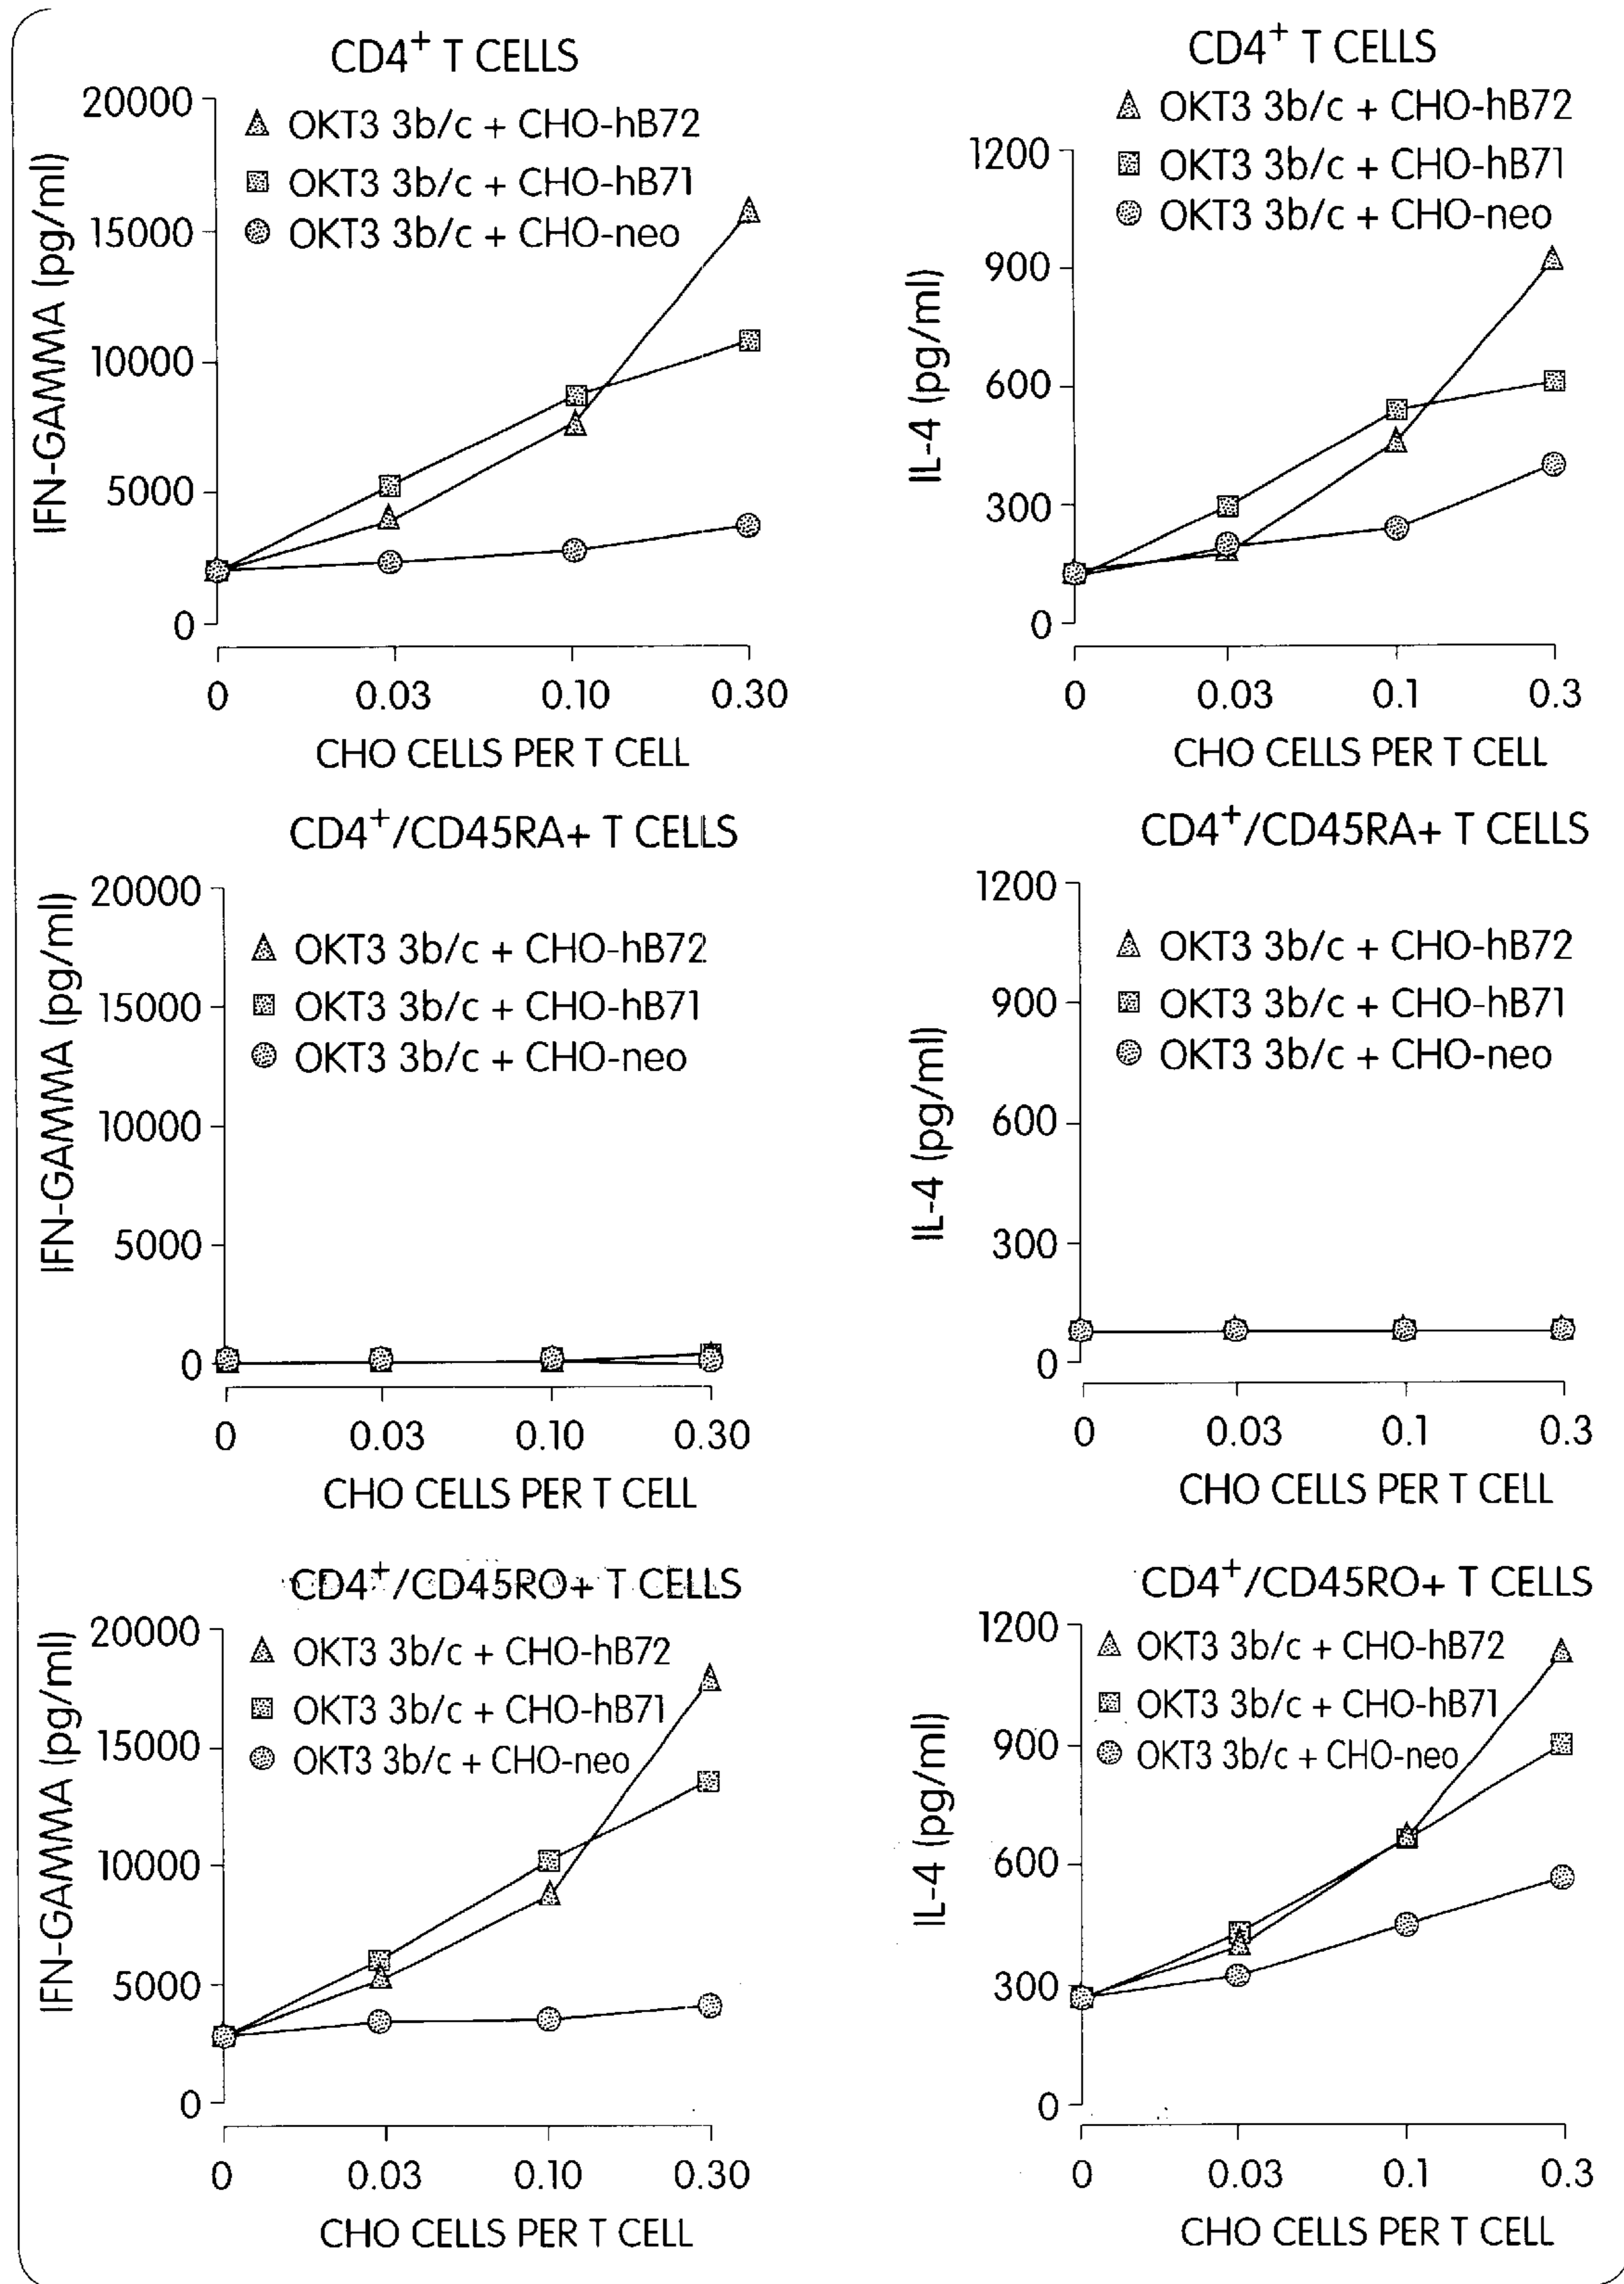 CD4+ T CELLS
IFN-GAMMA (pg/ml)
20000
15000
10000
5000
0
OKT3 3b/c + CHO-hB72
OKT3 3b/c + CHO-hB71
OKT3 3b/c + CHO-neo
0 0.03 0.10 0.30
CHO CELLS PER T CELL
CD4+ T CELLS
IL-4 (pg/ml)
OKT3 3b/c + CHO-hB72
OKT3 3b/c + CHO-hB71
OKT3 3b/c + CHO-neo
1200
900
600
300
0
0 0.03 0.1 0.3
CHO CELLS PER T CELL
CD4+/CD45RA+ T CELLS
IFN-GAMMA (pg/ml)
20000
15000
10000
5000
0
OKT3 3b/c + CHO-hB72
OKT3 3b/c + CHO-hB71
OKT3 3b/c + CHO-neo
0 0.03 0.10 0.30
CHO CELLS PER T CELL
CD4+/CD45RA+ T CELLS
IL-4 (pg/ml)
1200
900
600
300
0
OKT3 3b/c + CHO-hB72
OKT3 3b/c + CHO-hB71
OKT3 3b/c + CHO-neo
0 0.03 0.1 0.3
CHO CELLS PER T CELL
CD4+/CD45RO+ T CELLS
IFN-GAMMA (pg/ml)
20000
15000
10000
5000
0
OKT3 3b/c + CHO-hB72
OKT3 3b/c + CHO-hB71
OKT3 3b/c + CHO-neo
0 0.03 0.10 0.30
CHO CELLS PER T CELL
CD4+/CD45RO+ T CELLS
IL-4 (pg/ml)
1200
900
600
300
0
OKT3 3b/c + CHO-hB72
OKT3 3b/c + CHO-hB71
OKT3 3b/c + CHO-neo
0 0.03 0.1 0.3
CHO CELLS PER T CELL